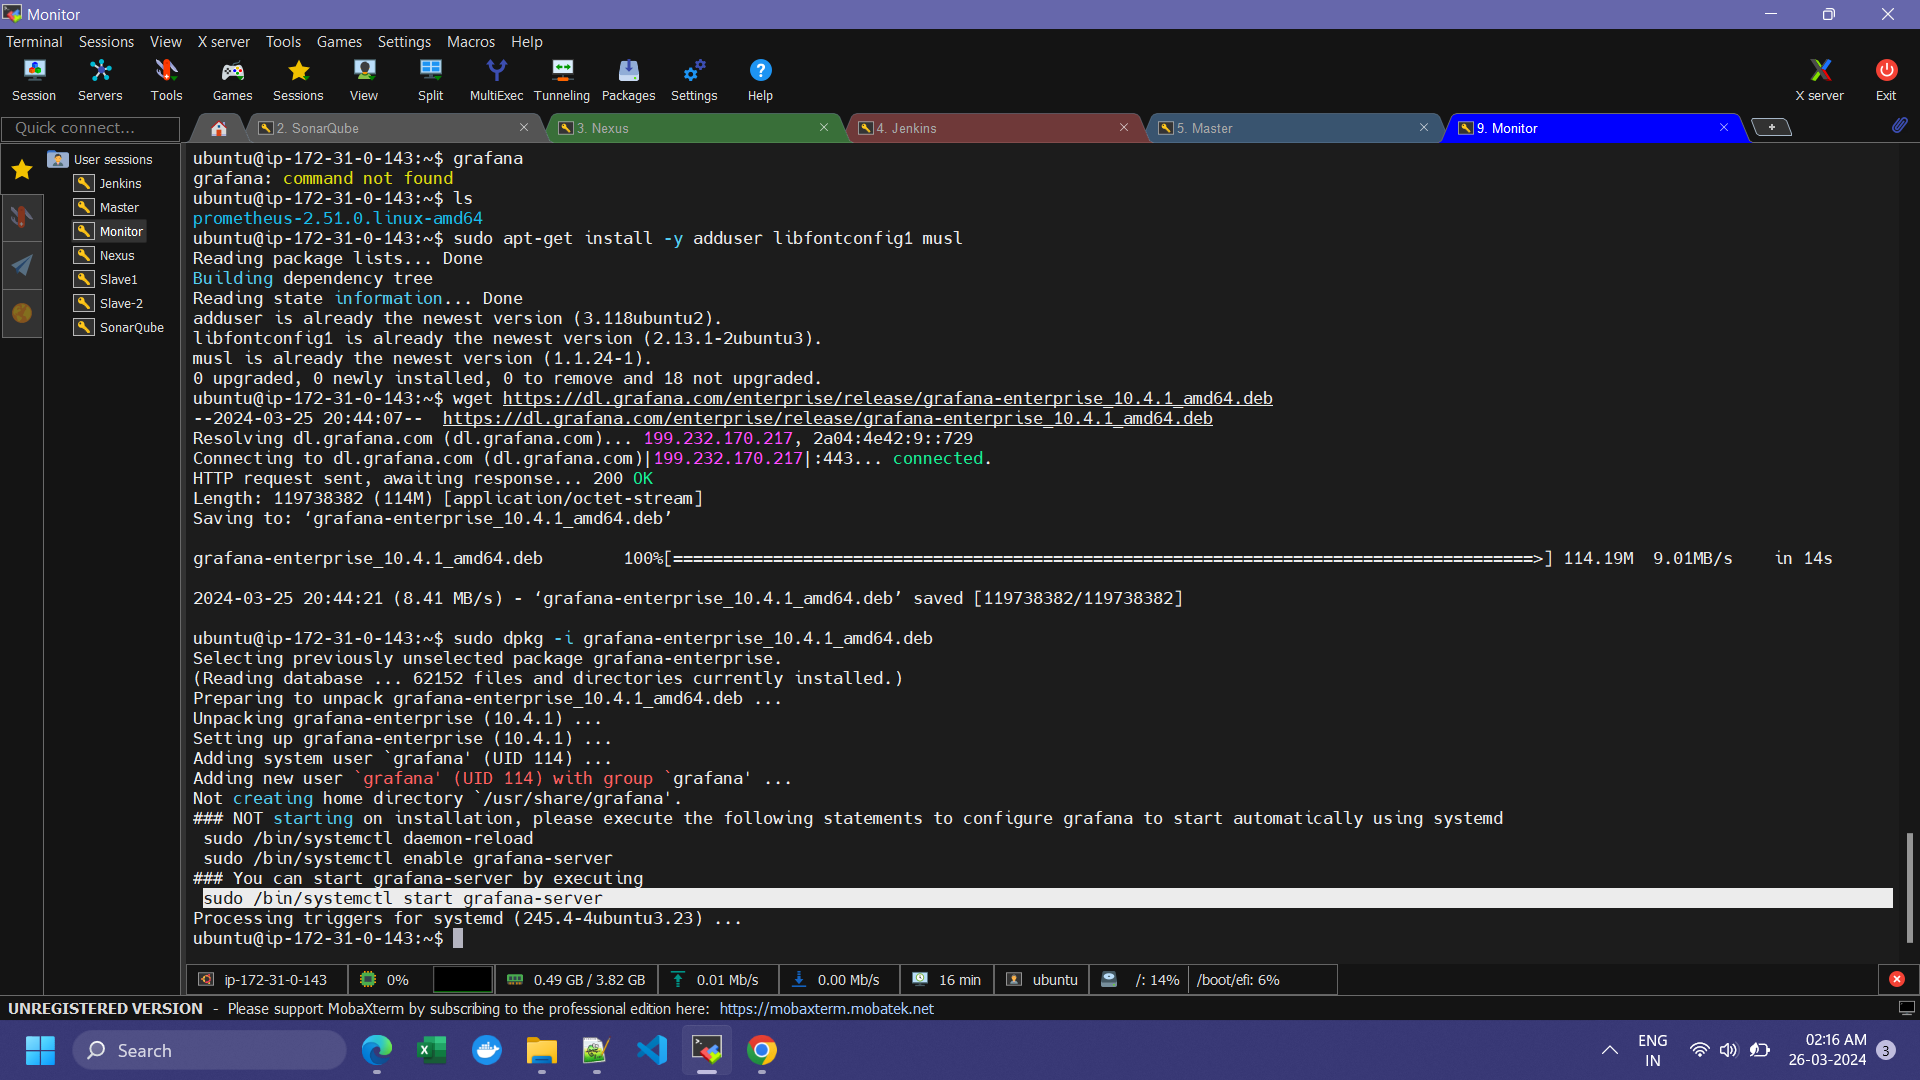 Monitor
Terminal Sessions View X server Tools Games Settings Macros Help
Session Servers Tools Games Sessions View Split MultiExec Tunneling Packages Settings Help X server Exit
Quick connect... 2. SonarQube 3. Nexus 4. Jenkins 5. Master 9. Monitor
User sessions
Jenkins
Master
Monitor
Nexus
Slave1
Slave-2
SonarQube
ubuntu@ip-172-31-0-143:~$ grafana
grafana: command not found
ubuntu@ip-172-31-0-143:~$ ls
prometheus-2.51.0.linux-amd64
ubuntu@ip-172-31-0-143:~$ sudo apt-get install -y adduser libfontconfig1 musl
Reading package lists... Done
Building dependency tree
Reading state information... Done
adduser is already the newest version (3.118ubuntu2).
libfontconfig1 is already the newest version (2.13.1-2ubuntu3).
musl is already the newest version (1.1.24-1).
0 upgraded, 0 newly installed, 0 to remove and 18 not upgraded.
ubuntu@ip-172-31-0-143:~$ wget https://dl.grafana.com/enterprise/release/grafana-enterprise_10.4.1_amd64.deb
--2024-03-25 20:44:07-- https://dl.grafana.com/enterprise/release/grafana-enterprise_10.4.1_amd64.deb
Resolving dl.grafana.com (dl.grafana.com)... 199.232.170.217, 2a04:4e42:9::729
Connecting to dl.grafana.com (dl.grafana.com)|199.232.170.217|:443... connected.
HTTP request sent, awaiting response... 200 OK
Length: 119738382 (114M) [application/octet-stream]
Saving to: ‘grafana-enterprise_10.4.1_amd64.deb’
grafana-enterprise_10.4.1_amd64.deb 100%[======================================================================================>] 114.19M 9.01MB/s in 14s
2024-03-25 20:44:21 (8.41 MB/s) - ‘grafana-enterprise_10.4.1_amd64.deb’ saved [119738382/119738382]
ubuntu@ip-172-31-0-143:~$ sudo dpkg -i grafana-enterprise_10.4.1_amd64.deb
Selecting previously unselected package grafana-enterprise.
(Reading database ... 62152 files and directories currently installed.)
Preparing to unpack grafana-enterprise_10.4.1_amd64.deb ...
Unpacking grafana-enterprise (10.4.1) ...
Setting up grafana-enterprise (10.4.1) ...
Adding system user `grafana' (UID 114) ...
Adding new user `grafana' (UID 114) with group `grafana' ...
Not creating home directory `/usr/share/grafana'.
### NOT starting on installation, please execute the following statements to configure grafana to start automatically using systemd
sudo /bin/systemctl daemon-reload
sudo /bin/systemctl enable grafana-server
### You can start grafana-server by executing
sudo /bin/systemctl start grafana-server
Processing triggers for systemd (245.4-4ubuntu3.23) ...
ubuntu@ip-172-31-0-143:~$
ip-172-31-0-143 0% 0.49 GB / 3.82 GB 0.01 Mb/s 0.00 Mb/s 16 min ubuntu /: 14% /boot/efi: 6%
UNREGISTERED VERSION - Please support MobaXterm by subscribing to the professional edition here: https://mobaxterm.mobatek.net
Search
ENG
IN
02:16 AM
26-03-2024
3